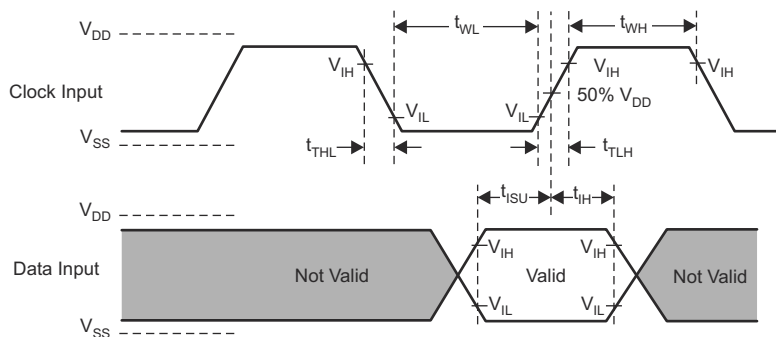 t_WL t_WH
V_DD
V_IH V_IH V_IH
Clock Input 50% V_DD
V_IL V_IL
V_SS
t_THL t_TLH
t_ISU t_IH
V_DD
V_IH V_IH
Data Input Not Valid Valid Not Valid
V_IL V_IL
V_SS